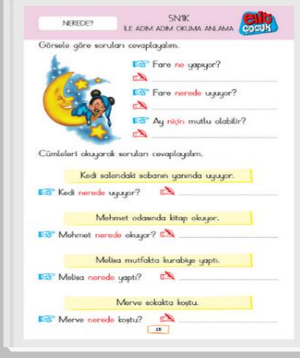 NEREDE?
5N1K
İLE ADIM ADIM OKUMA ANLAMA
ÇOCUK
Görsele göre soruları cevaplayalım.
Fare ne yapıyor?
Fare nerede uyuyor?
Ay niçin mutlu olabilir?
Cümleleri okuyarak soruları cevaplayalım.
Kedi salondaki sobanın yanında uyuyor.
Kedi nerede uyuyor?
Mehmet odasında kitap okuyor.
Mehmet nerede okuyor?
Melisa mutfakta kurabiye yaptı.
Melisa nerede yaptı?
Merve sokakta koştu.
Merve nerede koştu?